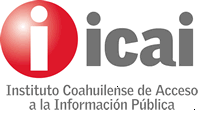 i icai
Instituto Coahuilense de Acceso
a la Información Pública